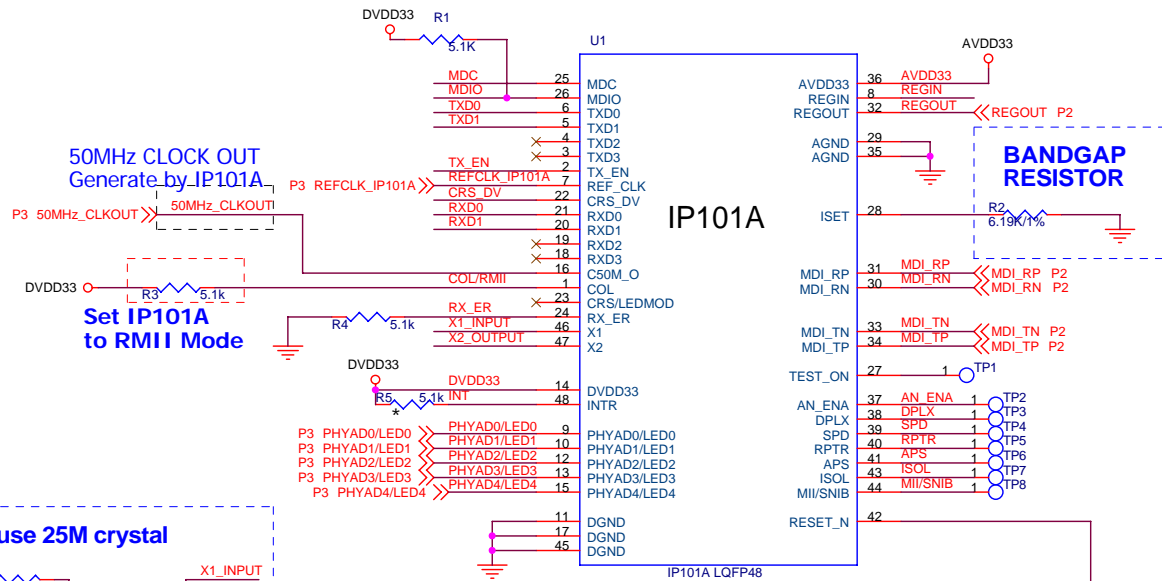 DVDD33
R1
5.1K
U1
AVDD33
MDC 25 MDC
MDIO 26 MDIO
TXD0 6 TXD0
TXD1 5 TXD1
4 TXD2
3 TXD3
TX_EN 2 TX_EN
P3 REFCLK_IP101A REFCLK_IP101A 7 REF_CLK
CRS_DV 22 CRS_DV
RXD0 21 RXD0
RXD1 20 RXD1
19 RXD2
18 RXD3
16 C50M_O
COL/RMII 1 COL
23 CRS/LEDMOD
RX_ER 24 RX_ER
X1_INPUT 46 X1
X2_OUTPUT 47 X2
50MHz CLOCK OUT
Generate by IP101A
P3 50MHz_CLKOUT 50MHz_CLKOUT
DVDD33
R3 5.1k
Set IP101A
to RMII Mode
R4 5.1k
DVDD33
DVDD33 14 DVDD33
R5 5.1k INT 48 INTR
*
P3 PHYAD0/LED0 PHYAD0/LED0 9 PHYAD0/LED0
P3 PHYAD1/LED1 PHYAD1/LED1 10 PHYAD1/LED1
P3 PHYAD2/LED2 PHYAD2/LED2 12 PHYAD2/LED2
P3 PHYAD3/LED3 PHYAD3/LED3 13 PHYAD3/LED3
P3 PHYAD4/LED4 PHYAD4/LED4 15 PHYAD4/LED4
11 DGND
17 DGND
45 DGND
IP101A
IP101A LQFP48
AVDD33 36 AVDD33
REGIN 8 REGIN
REGOUT 32 REGOUT REGOUT P2
AGND 29
AGND 35
BANDGAP
RESISTOR
ISET 28
R2
6.19K/1%
MDI_RP 31 MDI_RP MDI_RP P2
MDI_RN 30 MDI_RN MDI_RN P2
MDI_TN 33 MDI_TN MDI_TN P2
MDI_TP 34 MDI_TP MDI_TP P2
TEST_ON 27 1 TP1
AN_ENA 37 AN_ENA 1 TP2
DPLX 38 DPLX 1 TP3
SPD 39 SPD 1 TP4
RPTR 40 RPTR 1 TP5
APS 41 APS 1 TP6
ISOL 43 ISOL 1 TP7
MII/SNIB 44 MII/SNIB 1 TP8
RESET_N 42
use 25M crystal
X1_INPUT